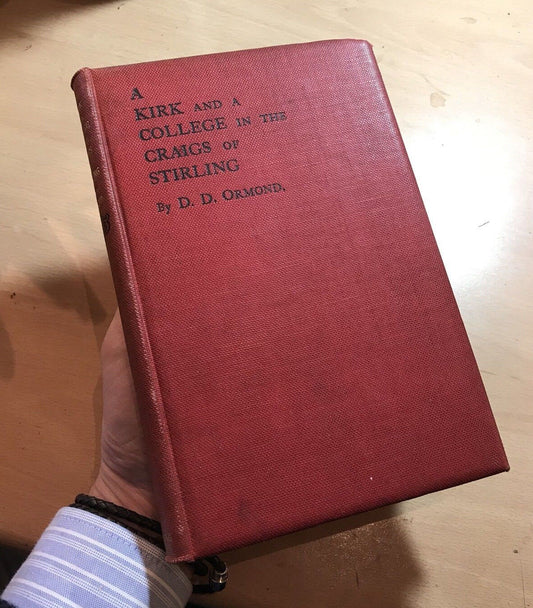 A
KIRK AND A
COLLEGE IN THE
CRAIGS OF
STIRLING
By D. D. ORMOND.